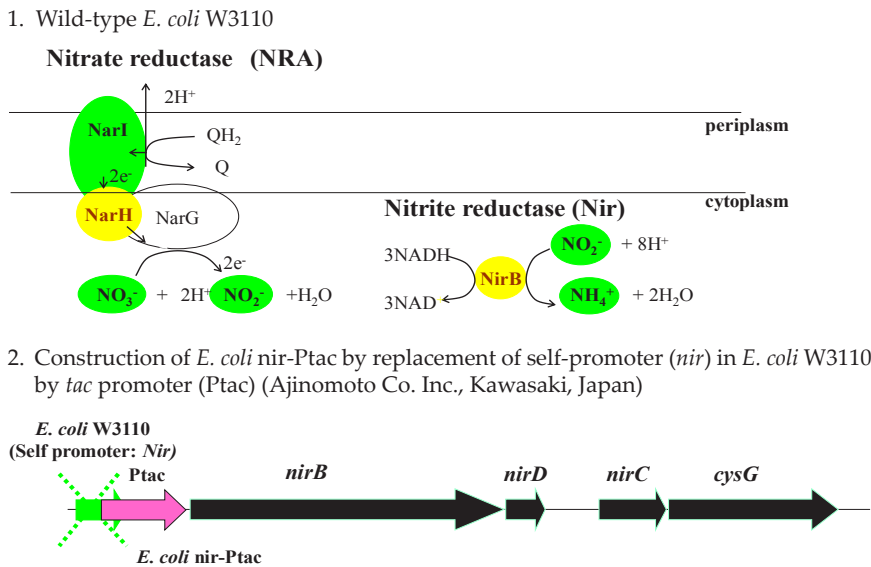 1. Wild-type E. coli W3110
Nitrate reductase (NRA)
2H⁺
periplasm
NarI
QH₂
Q
2e⁻
cytoplasm
NarH
NarG
Nitrite reductase (Nir)
3NADH
NO₂⁻ + 8H⁺
2e⁻
NirB
NO₃⁻ + 2H⁺ NO₂⁻ +H₂O
3NAD
NH₄⁺ + 2H₂O
2. Construction of E. coli nir-Ptac by replacement of self-promoter (nir) in E. coli W3110
by tac promoter (Ptac) (Ajinomoto Co. Inc., Kawasaki, Japan)
E. coli W3110
(Self promoter: Nir)
Ptac
nirB
nirD
nirC
cysG
E. coli nir-Ptac